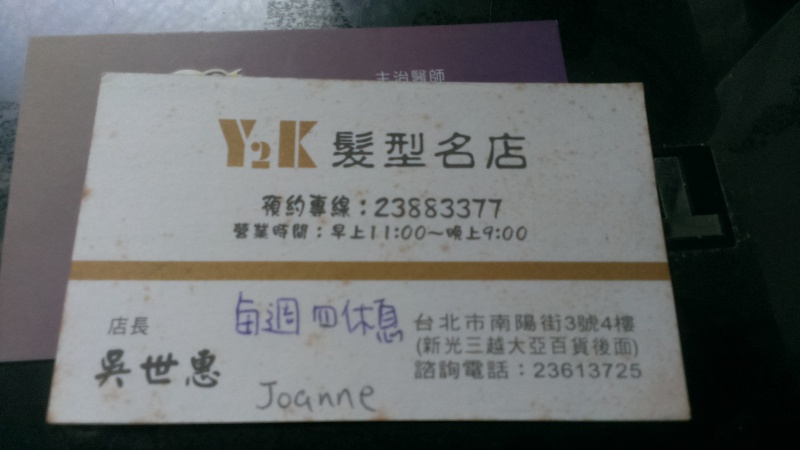 主治醫師
Y2K 髮型名店
預約專線：23883377
營業時間：早上11:00～晚上9:00
每週四休息
店長
吳世惠
Joanne
台北市南陽街3號4樓
(新光三越大亞百貨後面)
諮詢電話：23613725